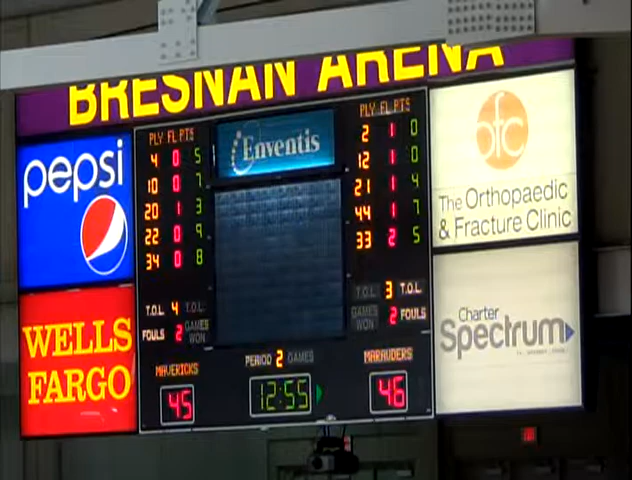 BRESNAN ARENA
pepsi
WELLS
FARGO
PLY FL PTS
4 0 5
10 0 7
20 1 3
22 0 9
34 0 8
T.O.L. 4 T.O.L.
FOULS 2 GAMES WON
MAVERICKS
45
Enventis
PERIOD 2 GAMES
12:55
PLY FL PTS
2 1 0
12 1 0
21 1 4
44 1 7
33 2 5
T.O.L. 3 T.O.L.
GAMES WON 2 FOULS
MARAUDERS
46
ofc
The Orthopaedic
& Fracture Clinic
Charter
Spectrum